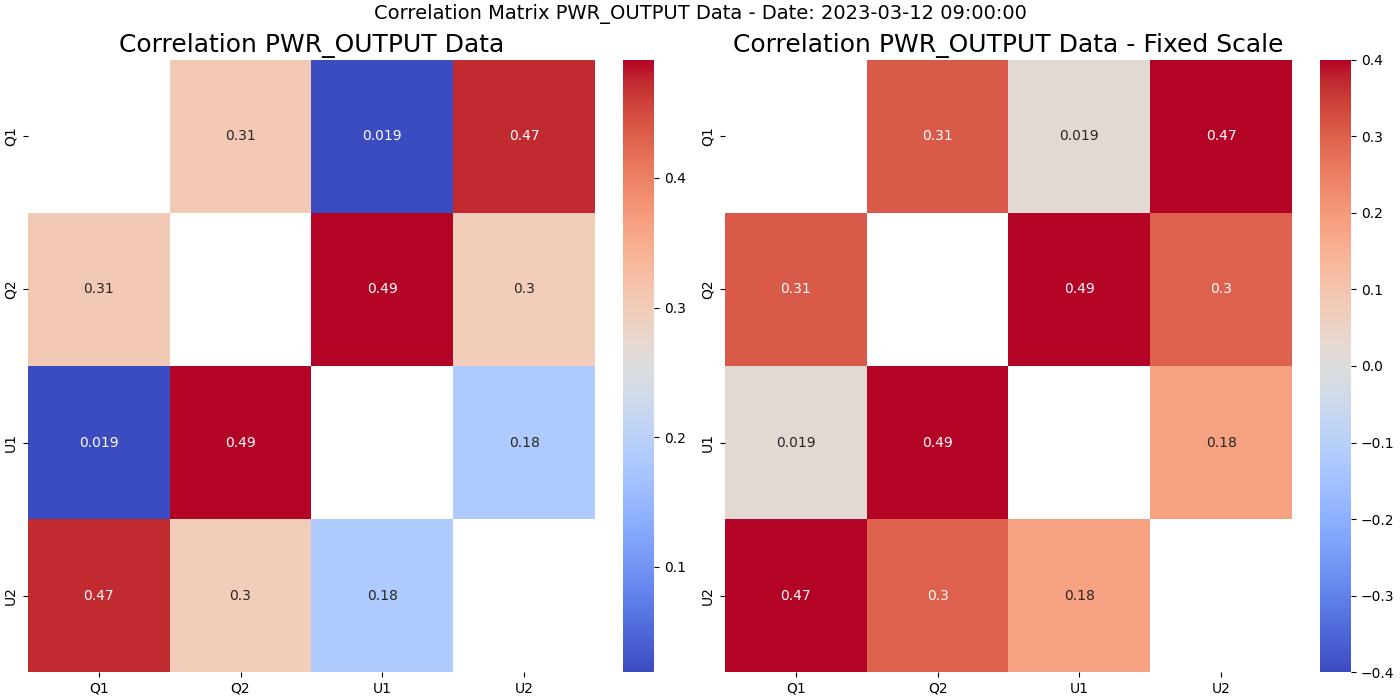 Correlation Matrix PWR_OUTPUT Data - Date: 2023-03-12 09:00:00
Correlation PWR_OUTPUT Data
Q1
0.31
0.019
0.47
Q2
0.31
0.49
0.3
U1
0.019
0.49
0.18
U2
0.47
0.3
0.18
Q1
Q2
U1
U2
0.4
0.3
0.2
0.1
Correlation PWR_OUTPUT Data - Fixed Scale
Q1
0.31
0.019
0.47
Q2
0.31
0.49
0.3
U1
0.019
0.49
0.18
U2
0.47
0.3
0.18
Q1
Q2
U1
U2
0.4
0.3
0.2
0.1
0.0
−0.1
−0.2
−0.3
−0.4